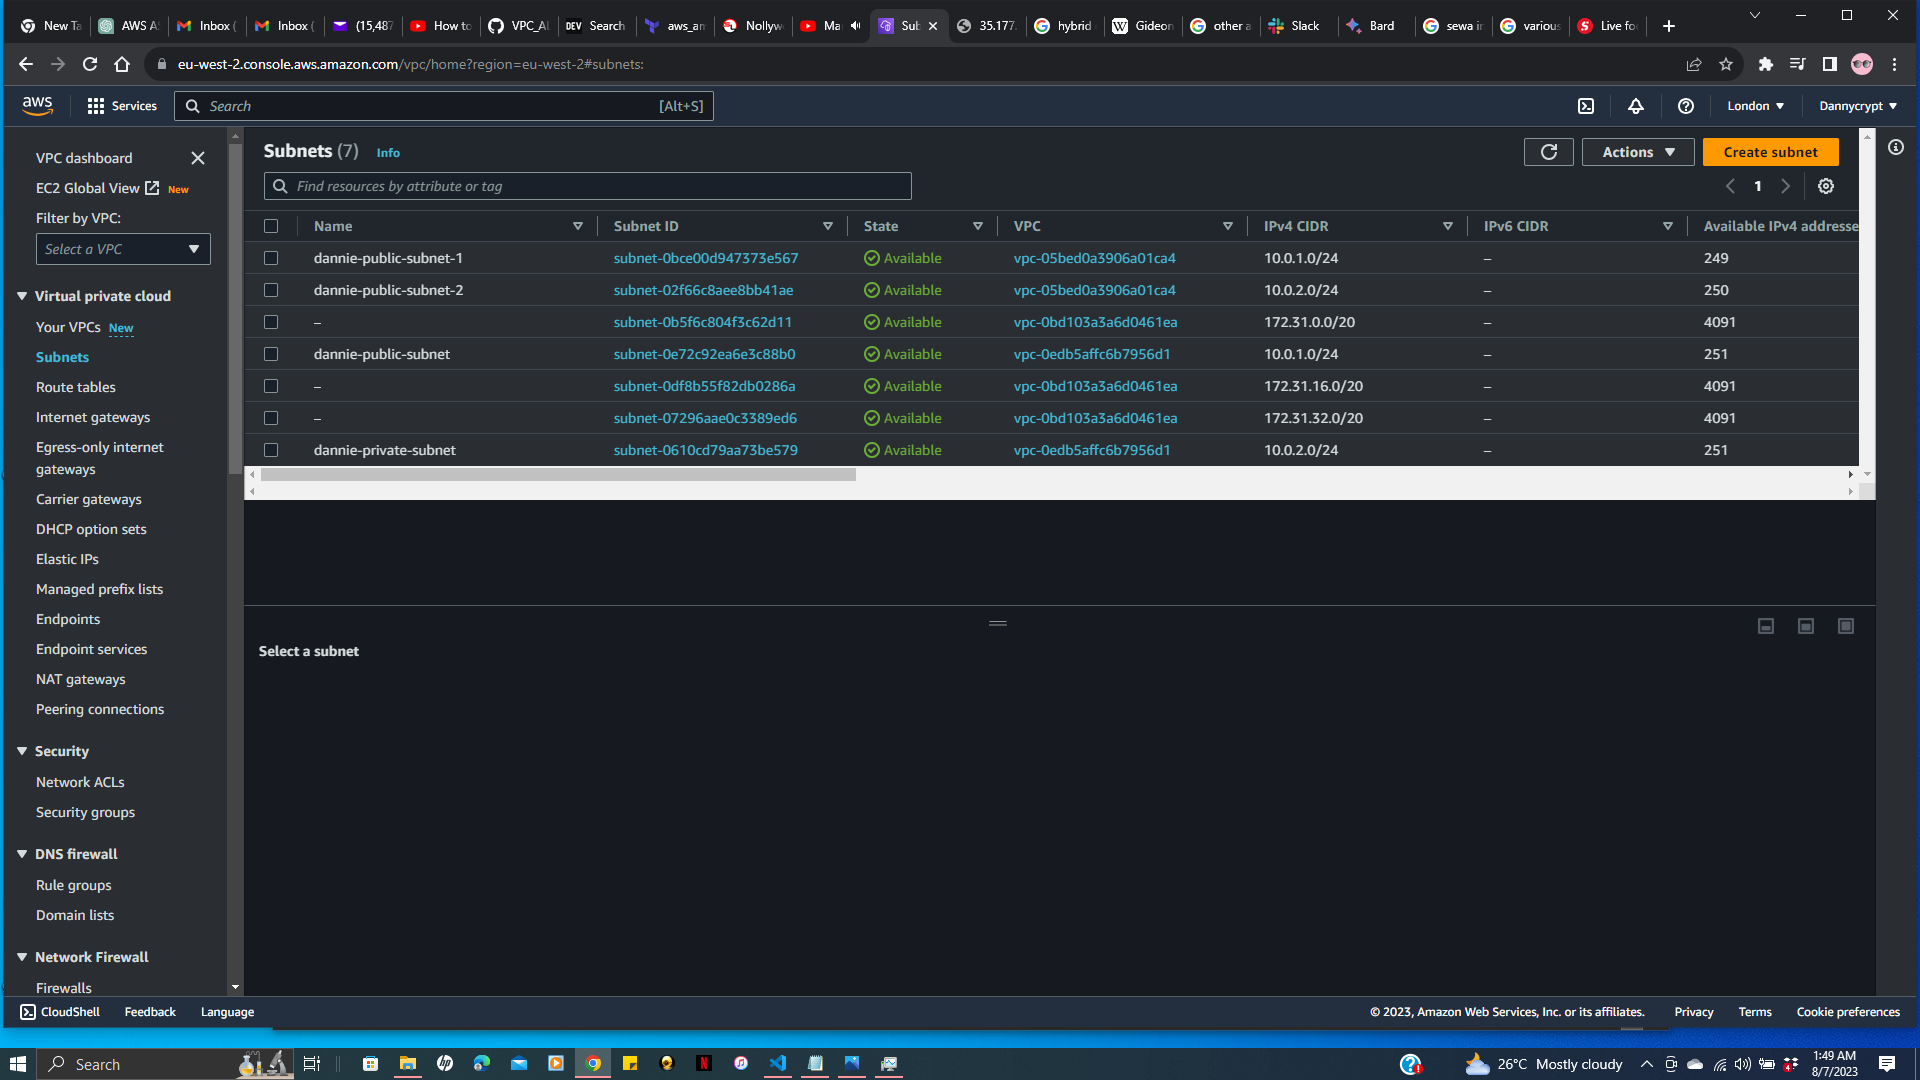 New Ta
AWS AS
Inbox (
Inbox (
(15,487
How to
VPC_AL
DEV Search
aws_am
Nollyw
Ma
Sub
35.177.
hybrid
Gideon
other a
Slack
Bard
sewa in
various
Live fo
eu-west-2.console.aws.amazon.com/vpc/home?region=eu-west-2#subnets:
aws Services Search [Alt+S] London Dannycrypt
VPC dashboard
EC2 Global View New
Filter by VPC:
Select a VPC
Virtual private cloud
Your VPCs New
Subnets
Route tables
Internet gateways
Egress-only internet
gateways
Carrier gateways
DHCP option sets
Elastic IPs
Managed prefix lists
Endpoints
Endpoint services
NAT gateways
Peering connections
Security
Network ACLs
Security groups
DNS firewall
Rule groups
Domain lists
Network Firewall
Firewalls
Subnets (7) Info
Actions Create subnet
Find resources by attribute or tag
1
Name Subnet ID State VPC IPv4 CIDR IPv6 CIDR Available IPv4 addresse
dannie-public-subnet-1 subnet-0bce00d947373e567 Available vpc-05bed0a3906a01ca4 10.0.1.0/24 – 249
dannie-public-subnet-2 subnet-02f66c8aee8bb41ae Available vpc-05bed0a3906a01ca4 10.0.2.0/24 – 250
– subnet-0b5f6c804f3c62d11 Available vpc-0bd103a3a6d0461ea 172.31.0.0/20 – 4091
dannie-public-subnet subnet-0e72c92ea6e3c88b0 Available vpc-0edb5affc6b7956d1 10.0.1.0/24 – 251
– subnet-0df8b55f82db0286a Available vpc-0bd103a3a6d0461ea 172.31.16.0/20 – 4091
– subnet-07296aae0c3389ed6 Available vpc-0bd103a3a6d0461ea 172.31.32.0/20 – 4091
dannie-private-subnet subnet-0610cd79aa73be579 Available vpc-0edb5affc6b7956d1 10.0.2.0/24 – 251
Select a subnet
CloudShell Feedback Language © 2023, Amazon Web Services, Inc. or its affiliates. Privacy Terms Cookie preferences
Search 26°C Mostly cloudy 1:49 AM
8/7/2023